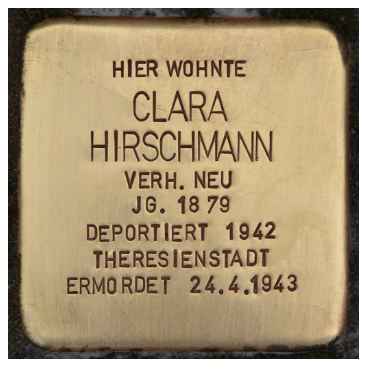 HIER WOHNTE
CLARA
HIRSCHMANN
VERH. NEU
JG. 1879
DEPORTIERT 1942
THERESIENSTADT
ERMORDET 24.4.1943